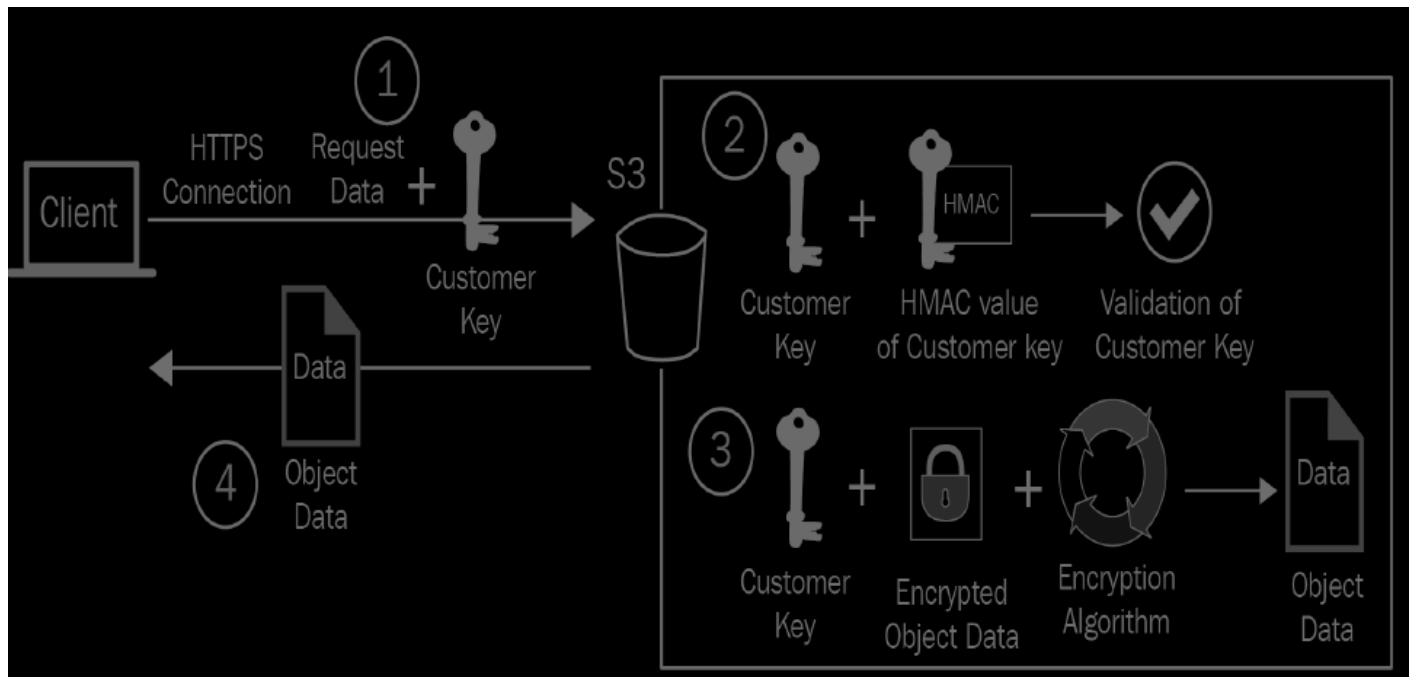 1
HTTPS
Connection
Request
Data
+
Client
Customer
Key
S3
2
+
HMAC
Customer
Key
HMAC value
of Customer key
Validation of
Customer Key
Data
4
Object
Data
3
+
+
Data
Customer
Key
Encrypted
Object Data
Encryption
Algorithm
Object
Data